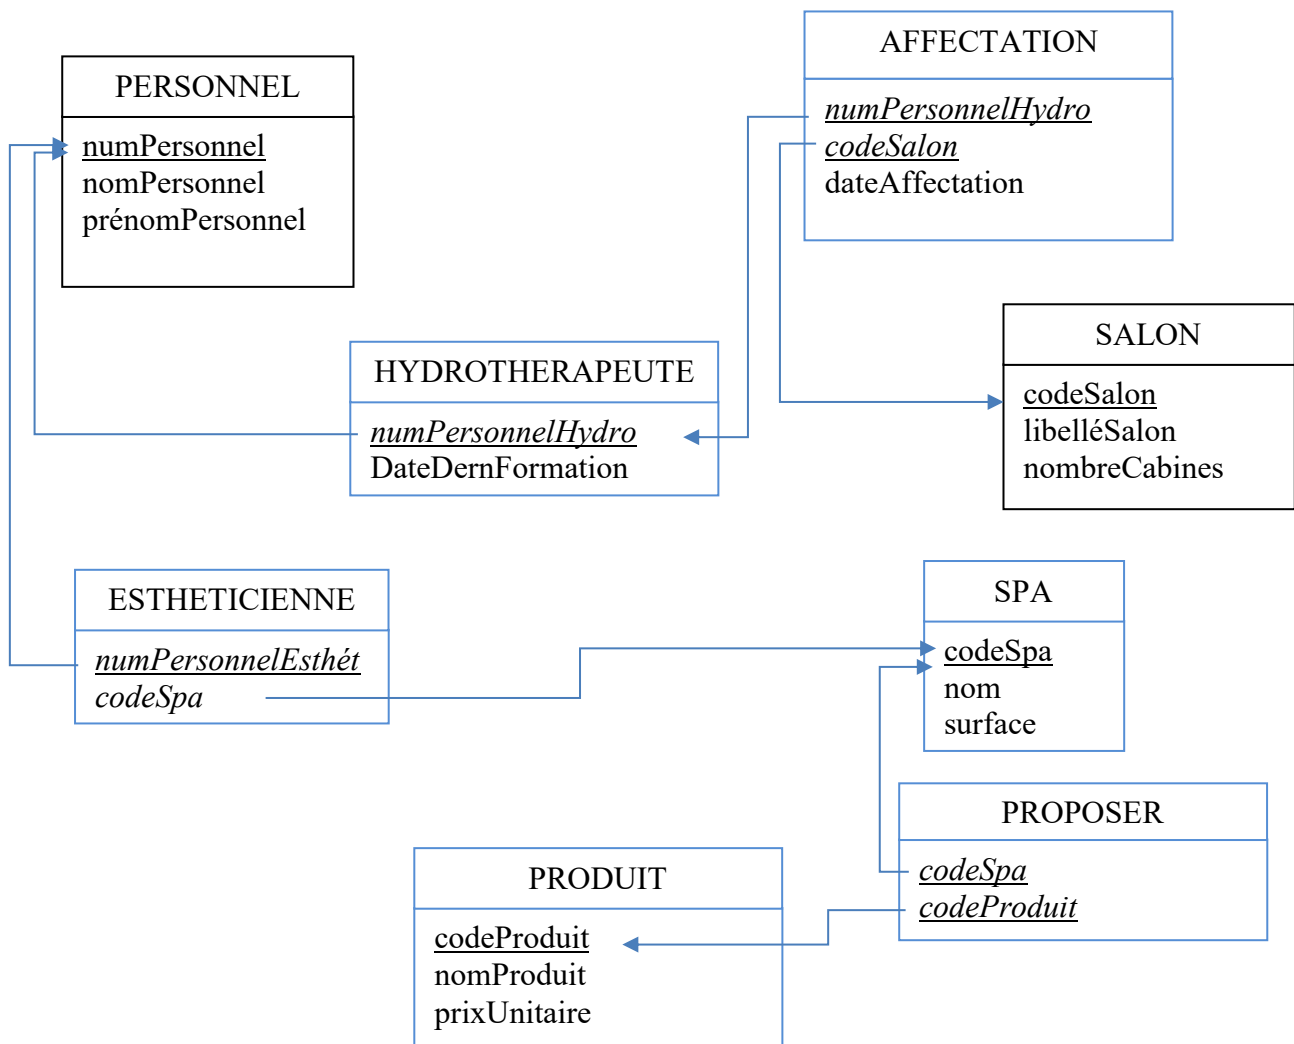 PERSONNEL
numPersonnel
nomPersonnel
prénomPersonnel
AFFECTATION
numPersonnelHydro
codeSalon
dateAffectation
HYDROTHERAPEUTE
numPersonnelHydro
DateDernFormation
SALON
codeSalon
libelléSalon
nombreCabines
ESTHETICIENNE
numPersonnelEsthét
codeSpa
SPA
codeSpa
nom
surface
PROPOSER
codeSpa
codeProduit
PRODUIT
codeProduit
nomProduit
prixUnitaire